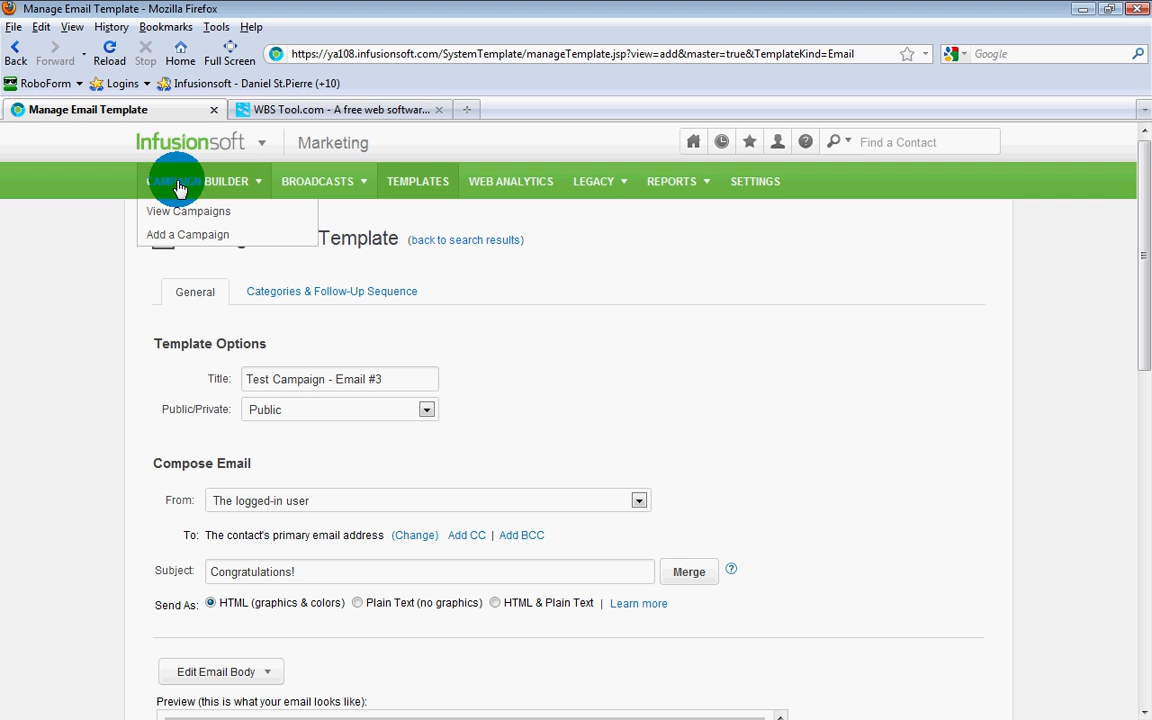 Manage Email Template - Mozilla Firefox
File Edit View History Bookmarks Tools Help
Back Forward Reload Stop Home Full Screen https://ya108.infusionsoft.com/SystemTemplate/manageTemplate.jsp?view=add&master=true&TemplateKind=Email Google
RoboForm Logins Infusionsoft - Daniel St.Pierre (+10)
Manage Email Template WBS Tool.com - A free web softwar...
Infusionsoft Marketing Find a Contact
CAMPAIGN BUILDER BROADCASTS TEMPLATES WEB ANALYTICS LEGACY REPORTS SETTINGS
View Campaigns
Add a Campaign
Template (back to search results)
General Categories & Follow-Up Sequence
Template Options
Title: Test Campaign - Email #3
Public/Private: Public
Compose Email
From: The logged-in user
To: The contact's primary email address (Change) Add CC | Add BCC
Subject: Congratulations! Merge
Send As: HTML (graphics & colors) Plain Text (no graphics) HTML & Plain Text | Learn more
Edit Email Body
Preview (this is what your email looks like):